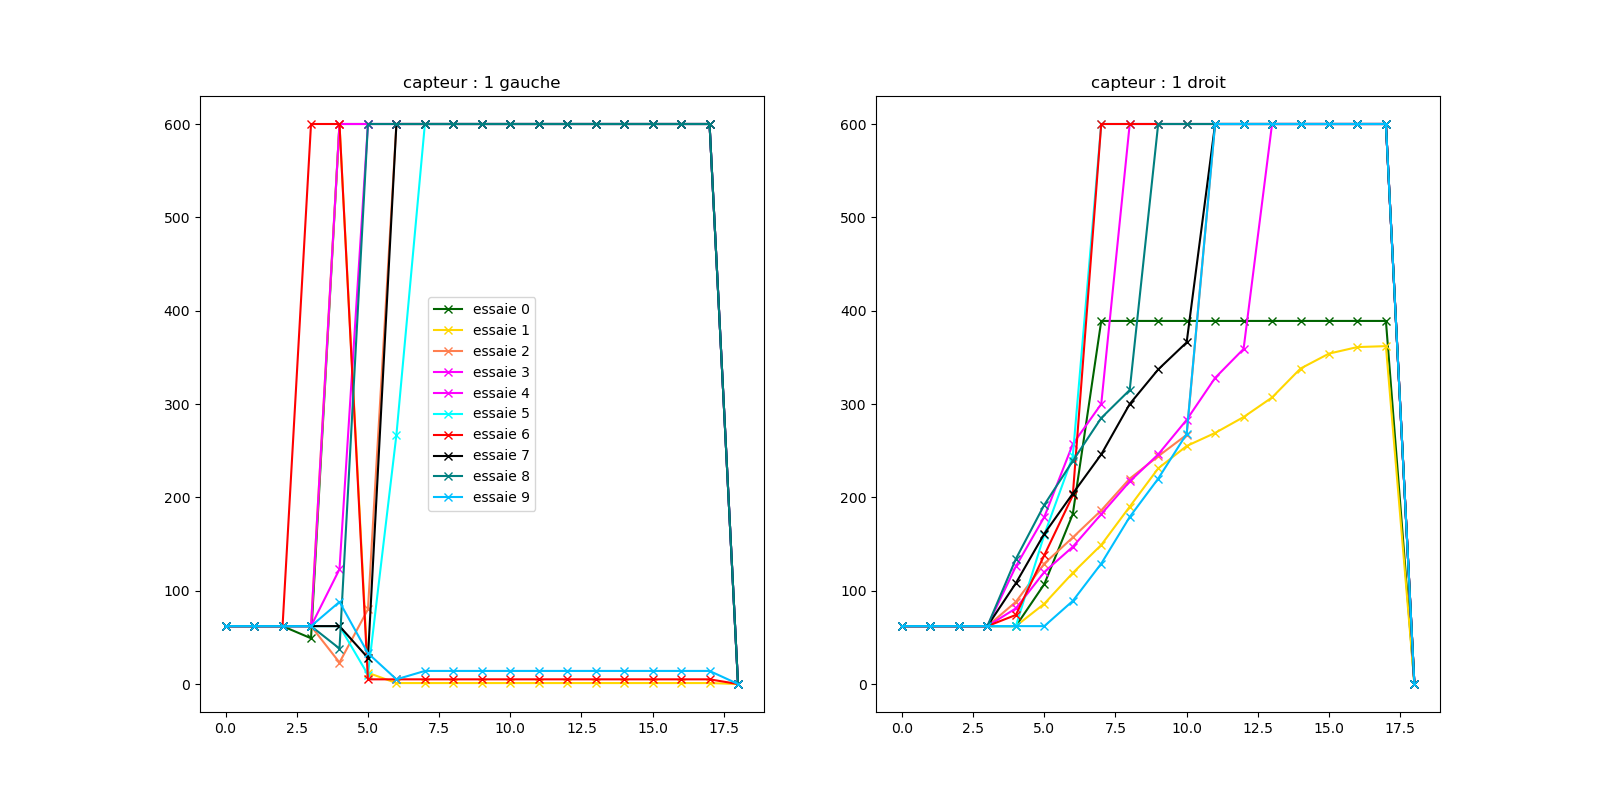 capteur : 1 gauche
600
500
400
300
200
100
0
0.0 2.5 5.0 7.5 10.0 12.5 15.0 17.5
essaie 0
essaie 1
essaie 2
essaie 3
essaie 4
essaie 5
essaie 6
essaie 7
essaie 8
essaie 9
capteur : 1 droit
600
500
400
300
200
100
0
0.0 2.5 5.0 7.5 10.0 12.5 15.0 17.5